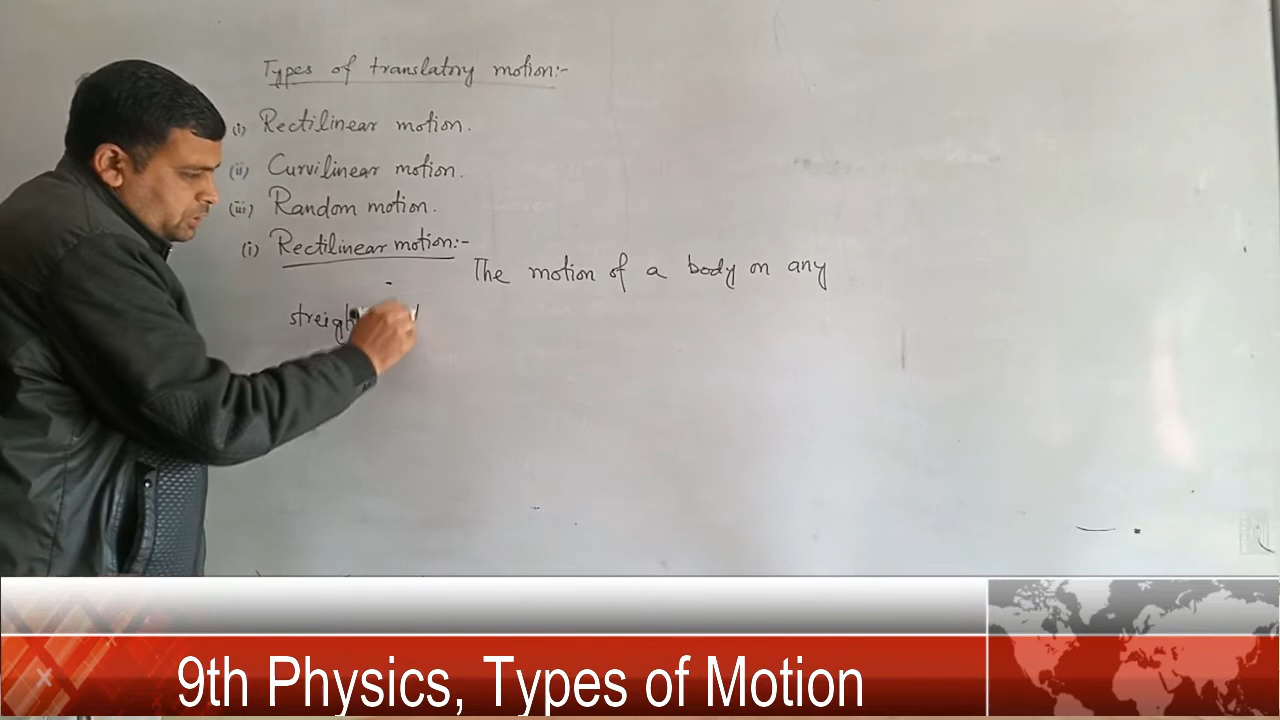 Types of translatory motion:-
(i) Rectilinear motion.
(ii) Curvilinear motion.
(iii) Random motion.
(i) Rectilinear motion:-
The motion of a body on any
9th Physics, Types of Motion